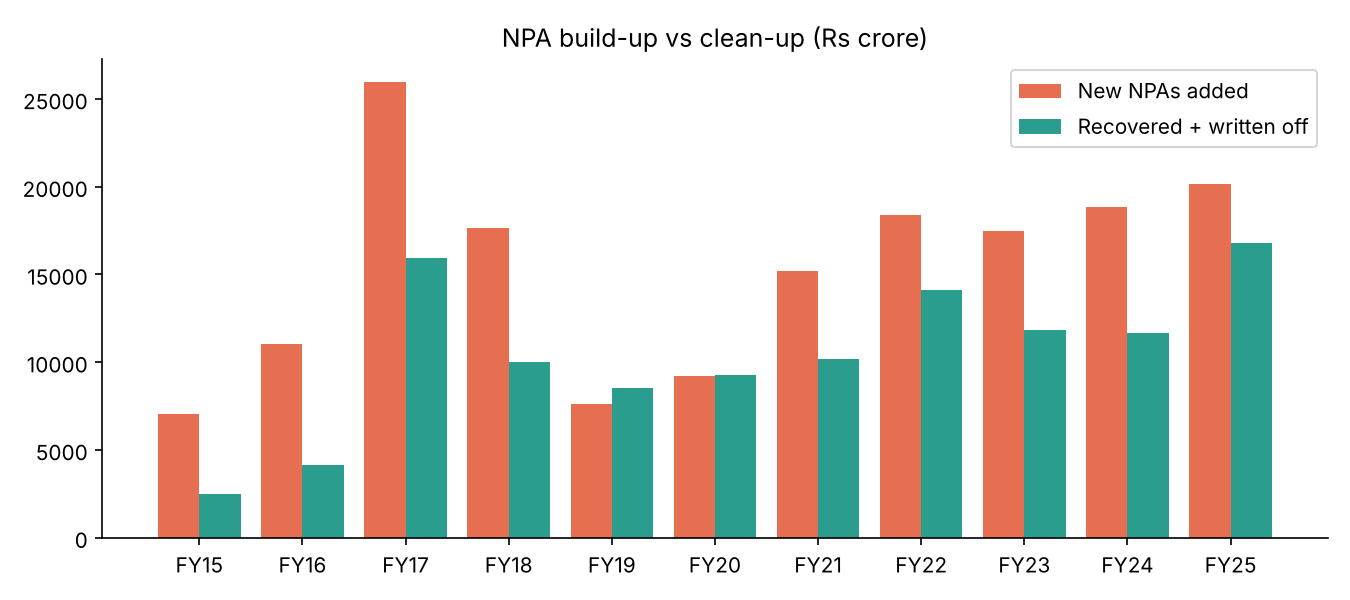 NPA build-up vs clean-up (Rs crore)
New NPAs added
Recovered + written off
25000
20000
15000
10000
5000
0
FY15 FY16 FY17 FY18 FY19 FY20 FY21 FY22 FY23 FY24 FY25